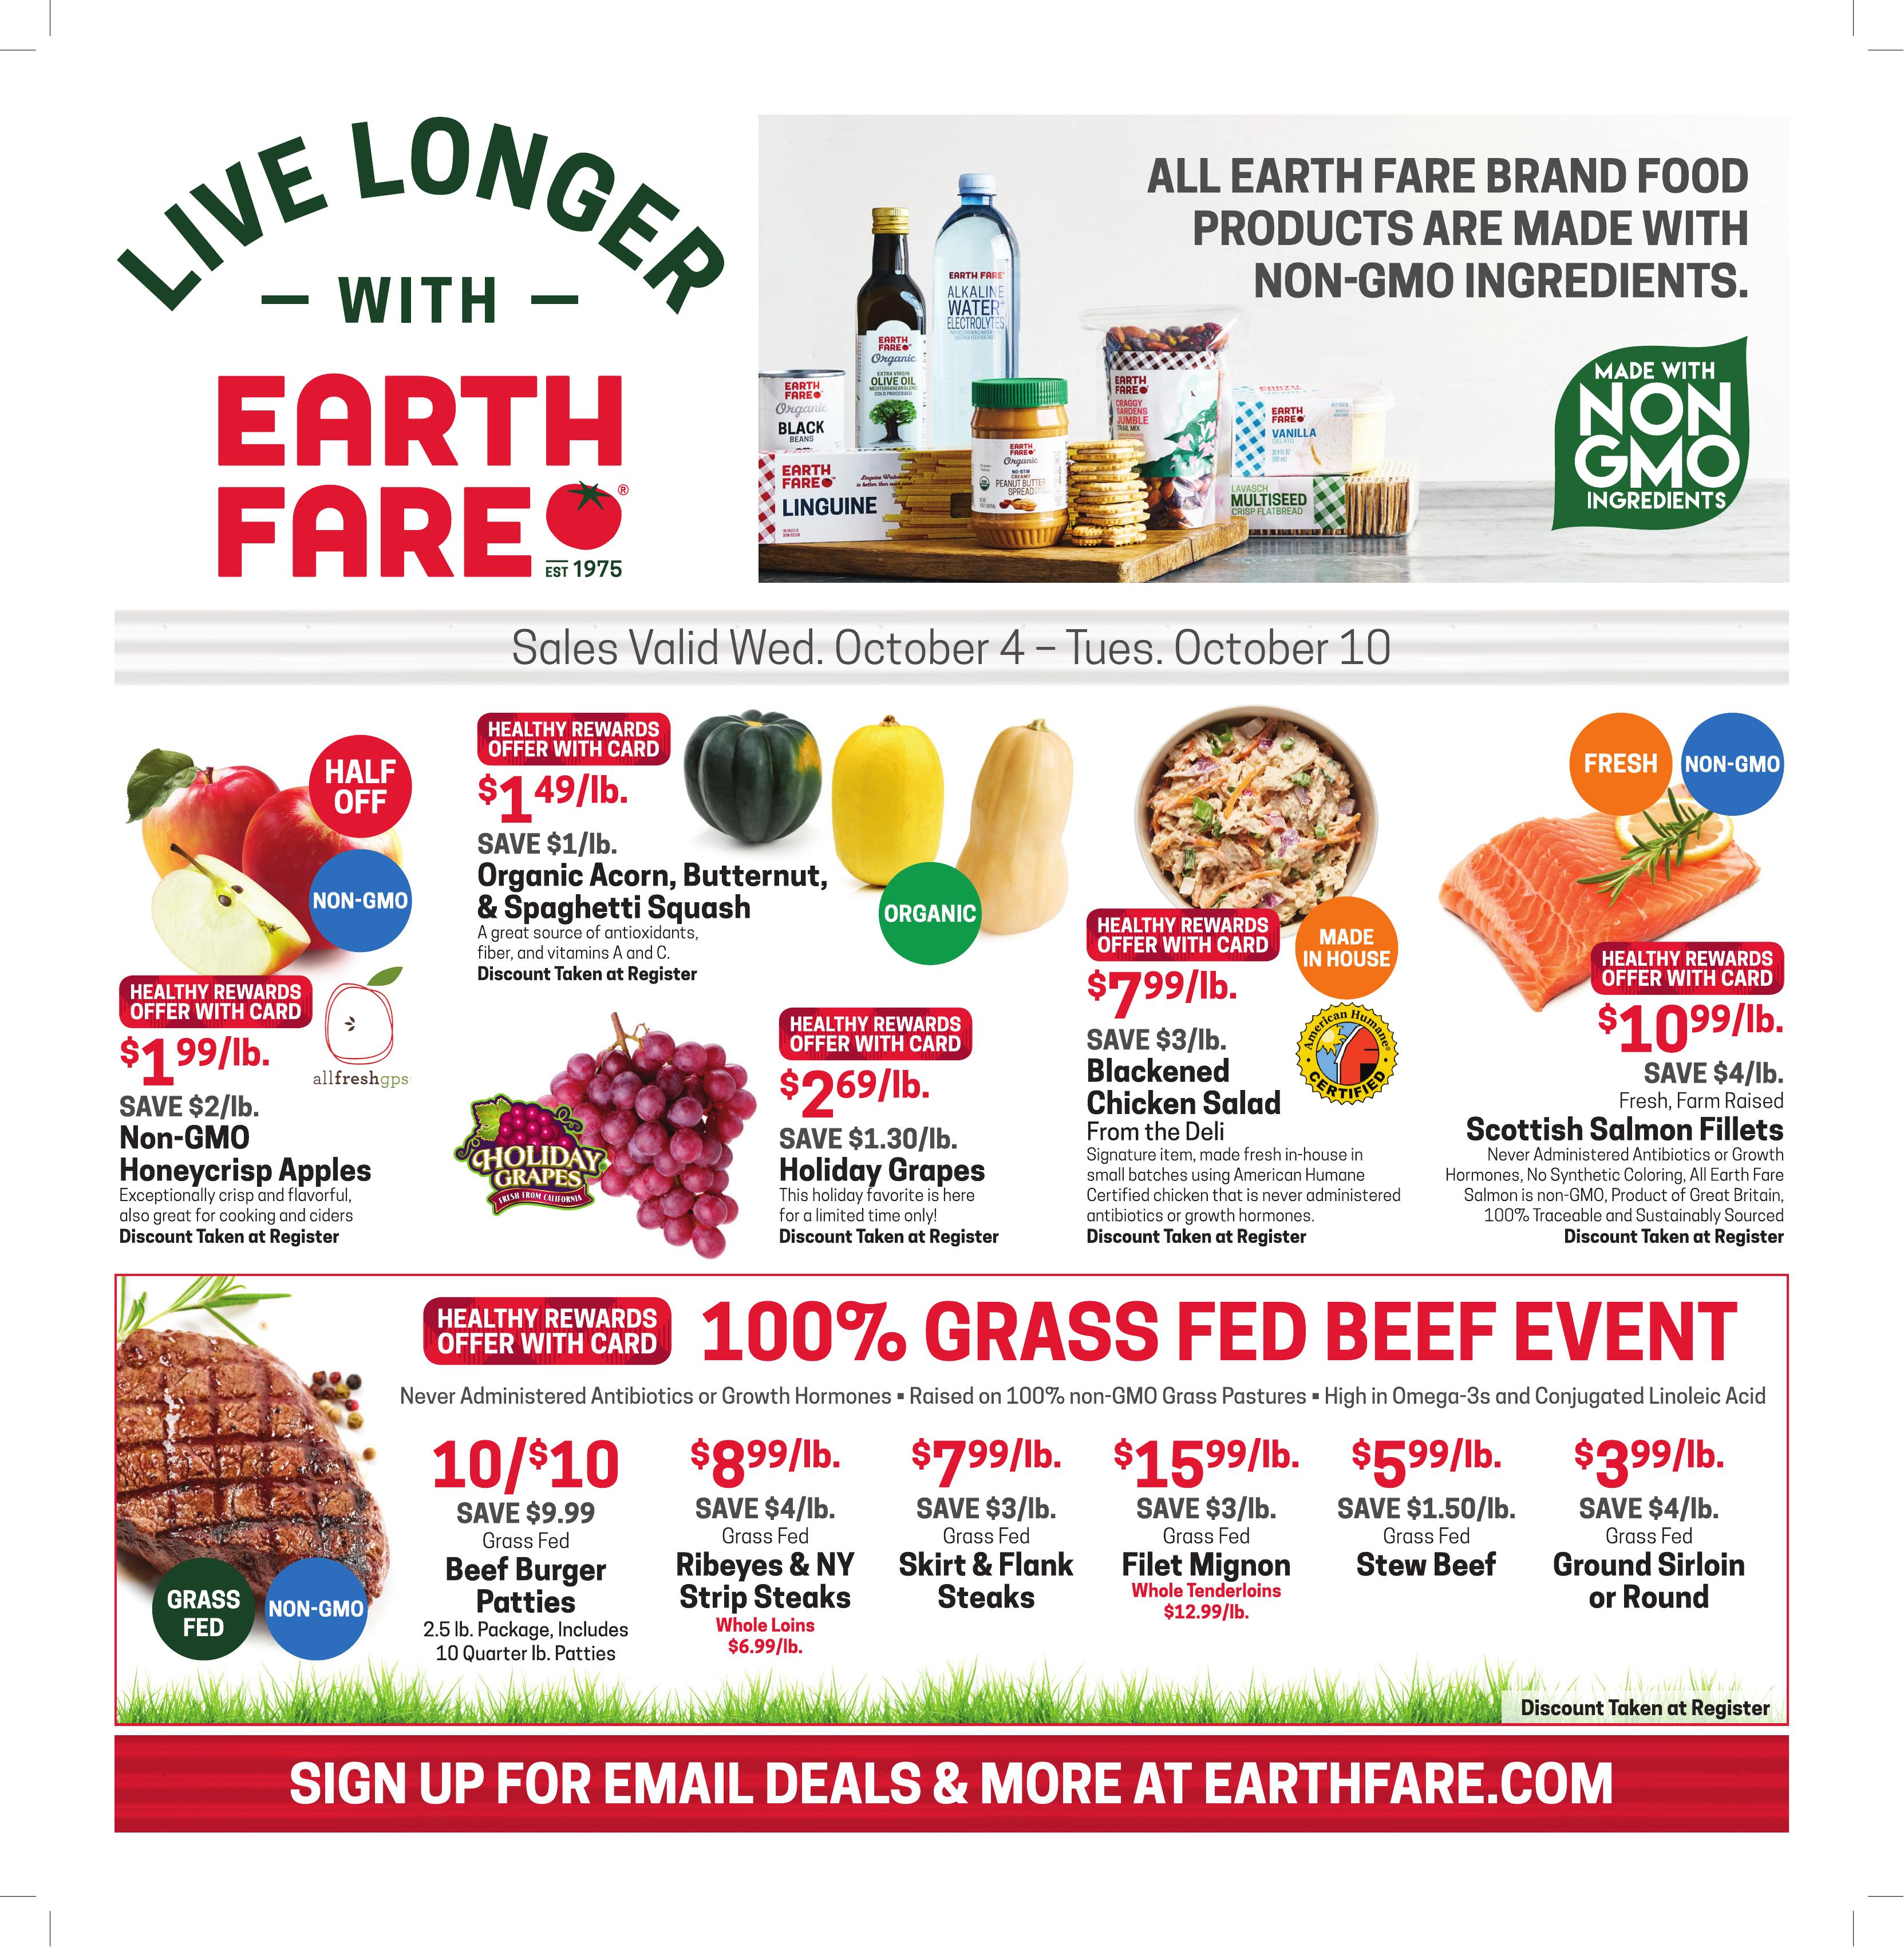 LIVE LONGER
— WITH —
EARTH
FARE®
EST 1975
ALL EARTH FARE BRAND FOOD
PRODUCTS ARE MADE WITH
NON-GMO INGREDIENTS.
MADE WITH
NON
GMO
INGREDIENTS
EARTH FARE
ALKALINE
WATER+
ELECTROLYTES
EARTH
FARE
Organic
EXTRA VIRGIN
OLIVE OIL
MEDITERRANEAN BLEND
COLD PROCESSED
EARTH
FARE
Organic
BLACK
BEANS
EARTH
FARE
LINGUINE
EARTH
FARE
Organic
NO-STIR
CREAMY
PEANUT BUTTER
SPREAD
EARTH
FARE
CRAGGY
GARDENS
JUMBLE
TRAIL MIX
EARTH
FARE
VANILLA
GELATO
LAVASCH
MULTISEED
CRISP FLATBREAD
Sales Valid Wed. October 4 – Tues. October 10
HALF
OFF
NON-GMO
HEALTHY REWARDS
OFFER WITH CARD
allfreshgps
$1 99/lb.
SAVE $2/lb.
Non-GMO
Honeycrisp Apples
Exceptionally crisp and flavorful,
also great for cooking and ciders
Discount Taken at Register
HEALTHY REWARDS
OFFER WITH CARD
$1 49/lb.
SAVE $1/lb.
Organic Acorn, Butternut,
& Spaghetti Squash
A great source of antioxidants,
fiber, and vitamins A and C.
Discount Taken at Register
ORGANIC
HOLIDAY
GRAPES
FRESH FROM CALIFORNIA
HEALTHY REWARDS
OFFER WITH CARD
$2 69/lb.
SAVE $1.30/lb.
Holiday Grapes
This holiday favorite is here
for a limited time only!
Discount Taken at Register
HEALTHY REWARDS
OFFER WITH CARD
MADE
IN HOUSE
$7 99/lb.
SAVE $3/lb.
Blackened
Chicken Salad
From the Deli
Signature item, made fresh in-house in
small batches using American Humane
Certified chicken that is never administered
antibiotics or growth hormones.
Discount Taken at Register
American Humane
CERTIFIED
FRESH
NON-GMO
HEALTHY REWARDS
OFFER WITH CARD
$10 99/lb.
SAVE $4/lb.
Fresh, Farm Raised
Scottish Salmon Fillets
Never Administered Antibiotics or Growth
Hormones, No Synthetic Coloring, All Earth Fare
Salmon is non-GMO, Product of Great Britain,
100% Traceable and Sustainably Sourced
Discount Taken at Register
HEALTHY REWARDS
OFFER WITH CARD
100% GRASS FED BEEF EVENT
Never Administered Antibiotics or Growth Hormones ▪ Raised on 100% non-GMO Grass Pastures ▪ High in Omega-3s and Conjugated Linoleic Acid
GRASS
FED
NON-GMO
10/$10
SAVE $9.99
Grass Fed
Beef Burger
Patties
2.5 lb. Package, Includes
10 Quarter lb. Patties
$8 99/lb.
SAVE $4/lb.
Grass Fed
Ribeyes & NY
Strip Steaks
Whole Loins
$6.99/lb.
$7 99/lb.
SAVE $3/lb.
Grass Fed
Skirt & Flank
Steaks
$15 99/lb.
SAVE $3/lb.
Grass Fed
Filet Mignon
Whole Tenderloins
$12.99/lb.
$5 99/lb.
SAVE $1.50/lb.
Grass Fed
Stew Beef
$3 99/lb.
SAVE $4/lb.
Grass Fed
Ground Sirloin
or Round
Discount Taken at Register
SIGN UP FOR EMAIL DEALS & MORE AT EARTHFARE.COM